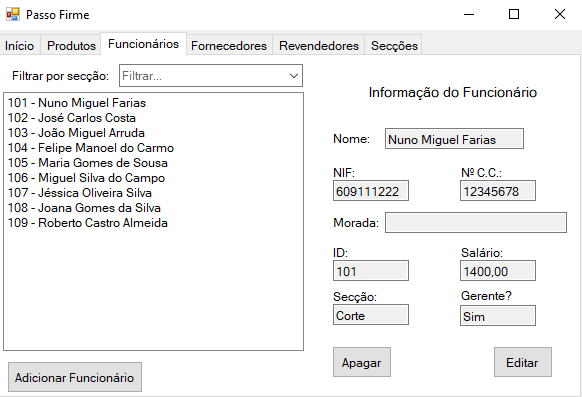 Passo Firme
Início Produtos Funcionários Fornecedores Revendedores Secções
Filtrar por secção: Filtrar...
101 - Nuno Miguel Farias
102 - José Carlos Costa
103 - João Miguel Arruda
104 - Felipe Manoel do Carmo
105 - Maria Gomes de Sousa
106 - Miguel Silva do Campo
107 - Jéssica Oliveira Silva
108 - Joana Gomes da Silva
109 - Roberto Castro Almeida
Adicionar Funcionário
Informação do Funcionário
Nome: Nuno Miguel Farias
NIF: Nº C.C.:
609111222 12345678
Morada:
ID: Salário:
101 1400,00
Secção: Gerente?
Corte Sim
Apagar Editar